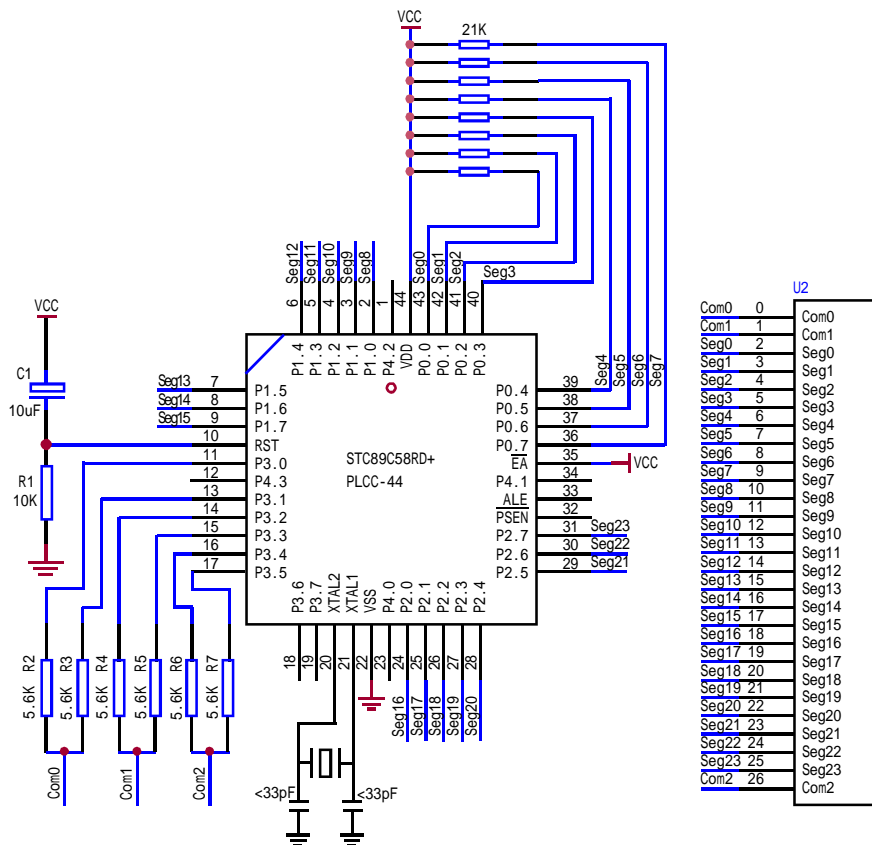 VCC
21K
Seg12
Seg11
Seg10
Seg9
Seg8
Seg0
Seg1
Seg2
Seg3
6
5
4
3
2
1
44
43
42
41
40
P1.4
P1.3
P1.2
P1.1
P1.0
P4.2
VDD
P0.0
P0.1
P0.2
P0.3
Seg4
Seg5
Seg6
Seg7
VCC
C1
10uF
R1
10K
Seg13 7 P1.5
Seg14 8 P1.6
Seg15 9 P1.7
10 RST
11 P3.0
12 P4.3
13 P3.1
14 P3.2
15 P3.3
16 P3.4
17 P3.5
STC89C58RD+
PLCC-44
P0.4 39
P0.5 38
P0.6 37
P0.7 36
EA 35 VCC
P4.1 34
ALE 33
PSEN 32
P2.7 31 Seg23
P2.6 30 Seg22
P2.5 29 Seg21
P3.6
P3.7
XTAL2
XTAL1
VSS
P4.0
P2.0
P2.1
P2.2
P2.3
P2.4
18
19
20
21
22
23
24
25
26
27
28
Seg16
Seg17
Seg18
Seg19
Seg20
5.6K R2
5.6K R3
5.6K R4
5.6K R5
5.6K R6
5.6K R7
Com0
Com1
Com2
<33pF
<33pF
U2
Com0 0 Com0
Com1 1 Com1
Seg0 2 Seg0
Seg1 3 Seg1
Seg2 4 Seg2
Seg3 5 Seg3
Seg4 6 Seg4
Seg5 7 Seg5
Seg6 8 Seg6
Seg7 9 Seg7
Seg8 10 Seg8
Seg9 11 Seg9
Seg10 12 Seg10
Seg11 13 Seg11
Seg12 14 Seg12
Seg13 15 Seg13
Seg14 16 Seg14
Seg15 17 Seg15
Seg16 18 Seg16
Seg17 19 Seg17
Seg18 20 Seg18
Seg19 21 Seg19
Seg20 22 Seg20
Seg21 23 Seg21
Seg22 24 Seg22
Seg23 25 Seg23
Com2 26 Com2